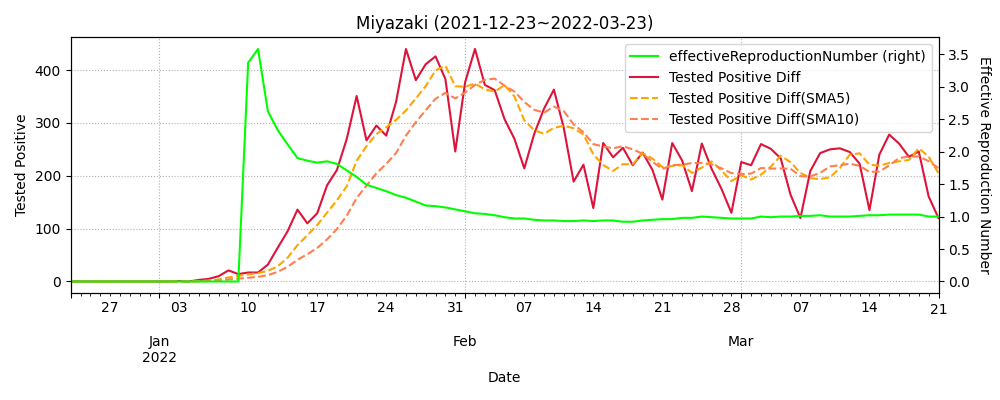 Miyazaki (2021-12-23~2022-03-23)
effectiveReproductionNumber (right)
Tested Positive Diff
Tested Positive Diff(SMA5)
Tested Positive Diff(SMA10)
Tested Positive
400
300
200
100
0
Effective Reproduction Number
3.5
3.0
2.5
2.0
1.5
1.0
0.5
0.0
27 03 10 17 24 31 07 14 21 28 07 14 21
Jan Feb Mar
2022
Date